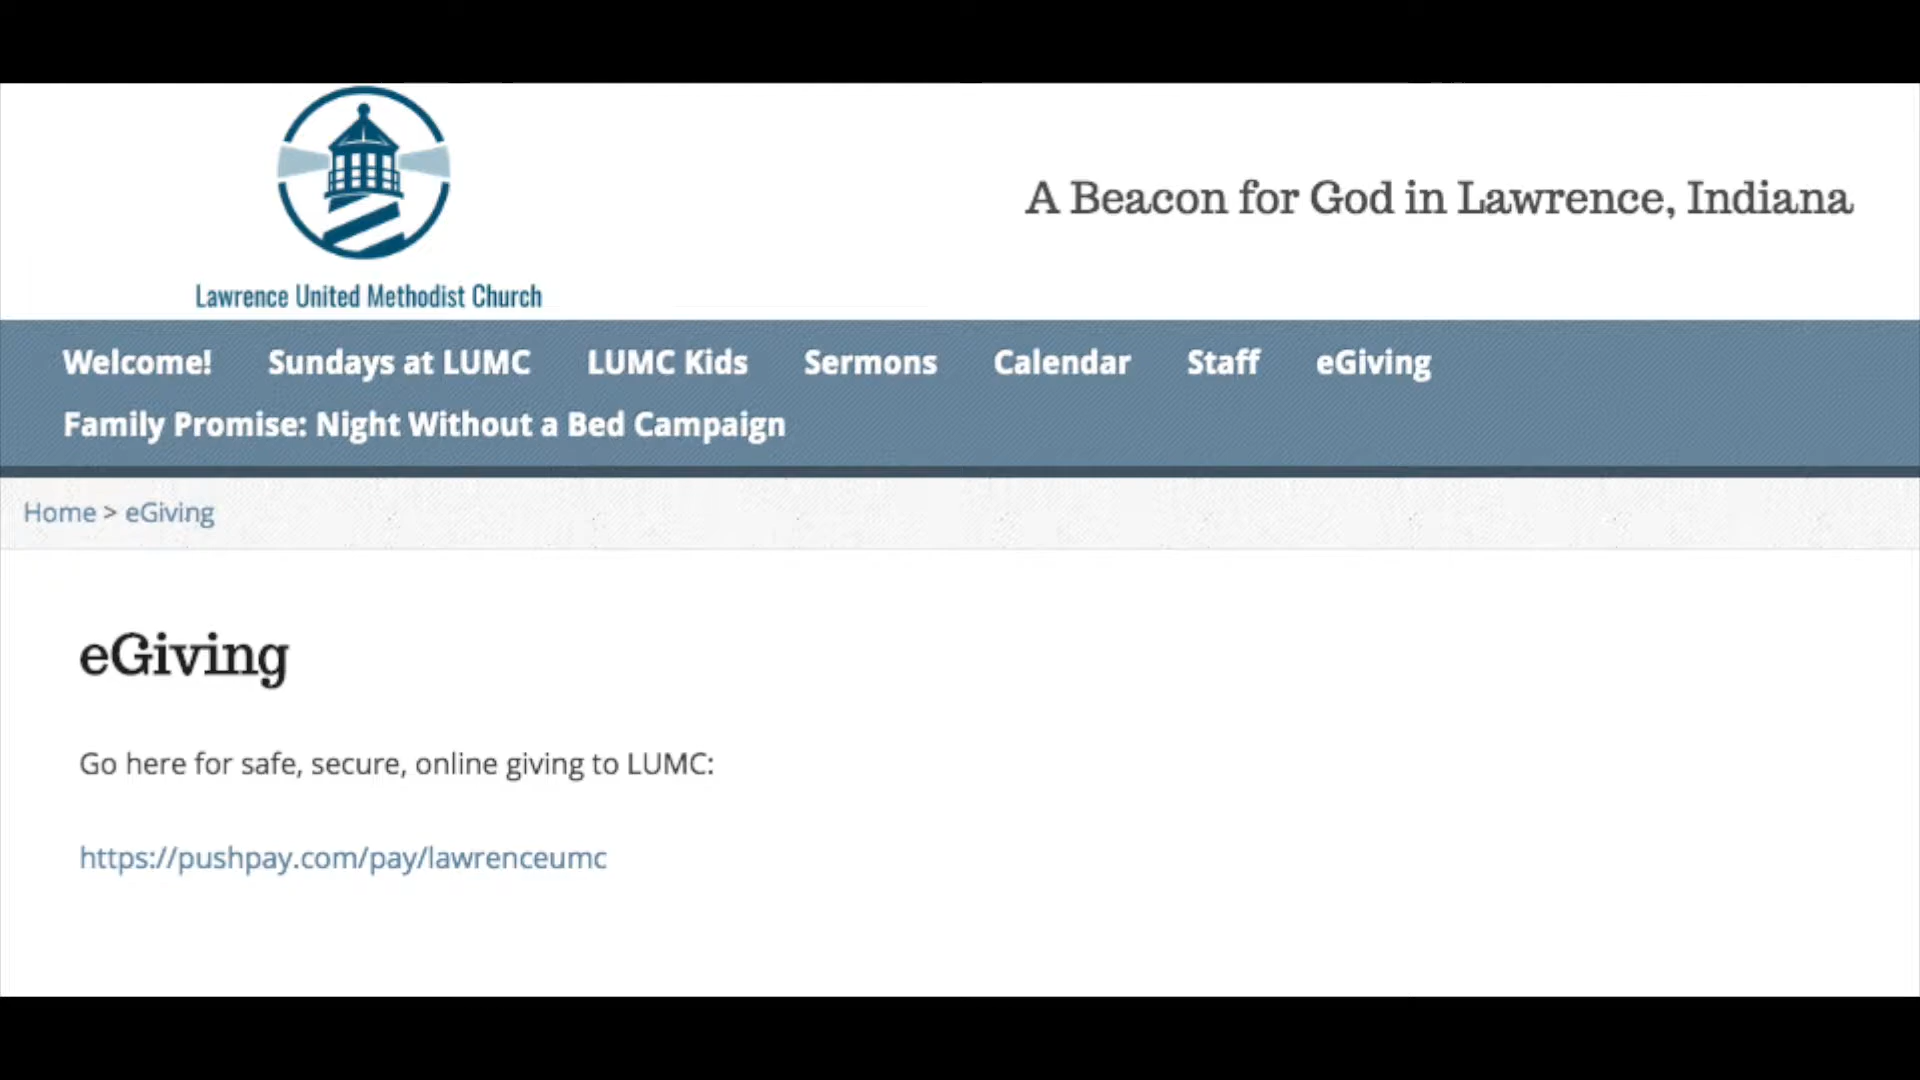 Lawrence United Methodist Church
A Beacon for God in Lawrence, Indiana
Welcome! Sundays at LUMC LUMC Kids Sermons Calendar Staff eGiving
Family Promise: Night Without a Bed Campaign
Home > eGiving
eGiving
Go here for safe, secure, online giving to LUMC:
https://pushpay.com/pay/lawrenceumc